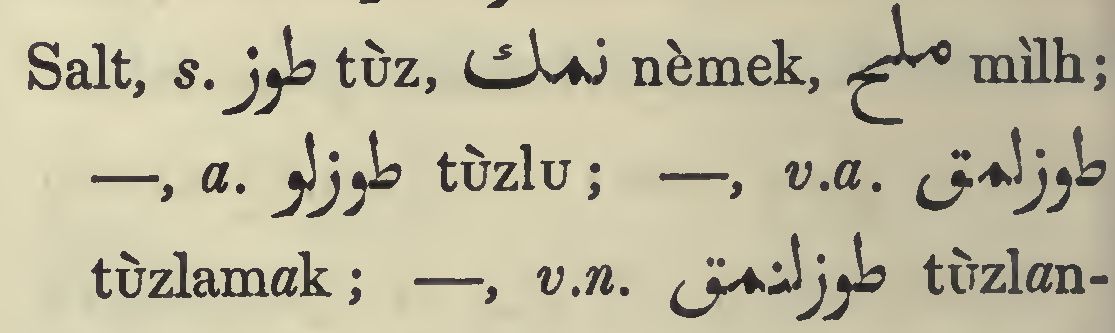 Salt, s. طوز tùz, نمك nèmek, ملح mìlh;
—, a. طوزلو tùzlu; —, v.a. طوزلمق
tùzlamak; —, v.n. طوزلنمق tùzlan-